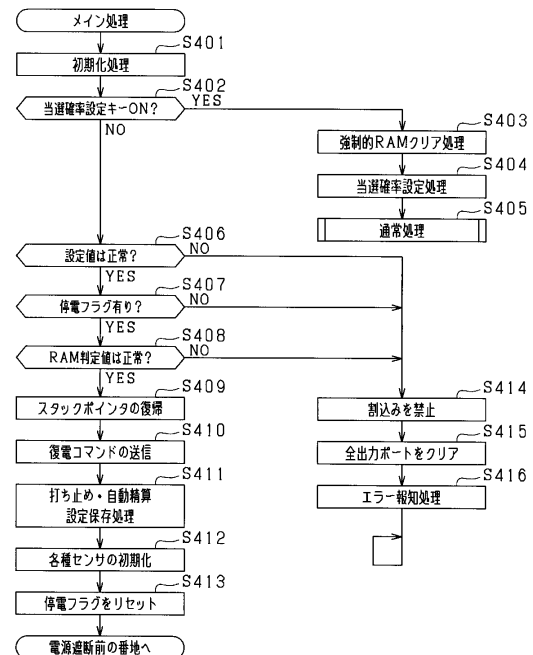 メイン処理
S401
初期化処理
S402
当選確率設定キーON?
YES
NO
S403
強制的RAMクリア処理
S404
当選確率設定処理
S405
通常処理
S406
設定値は正常?
NO
YES
S407
停電フラグ有り?
NO
YES
S408
RAM判定値は正常?
NO
YES
S409
スタックポインタの復帰
S410
復電コマンドの送信
S411
打ち止め・自動精算
設定保存処理
S412
各種センサの初期化
S413
停電フラグをリセット
電源遮断前の番地へ
S414
割込みを禁止
S415
全出力ポートをクリア
S416
エラー報知処理